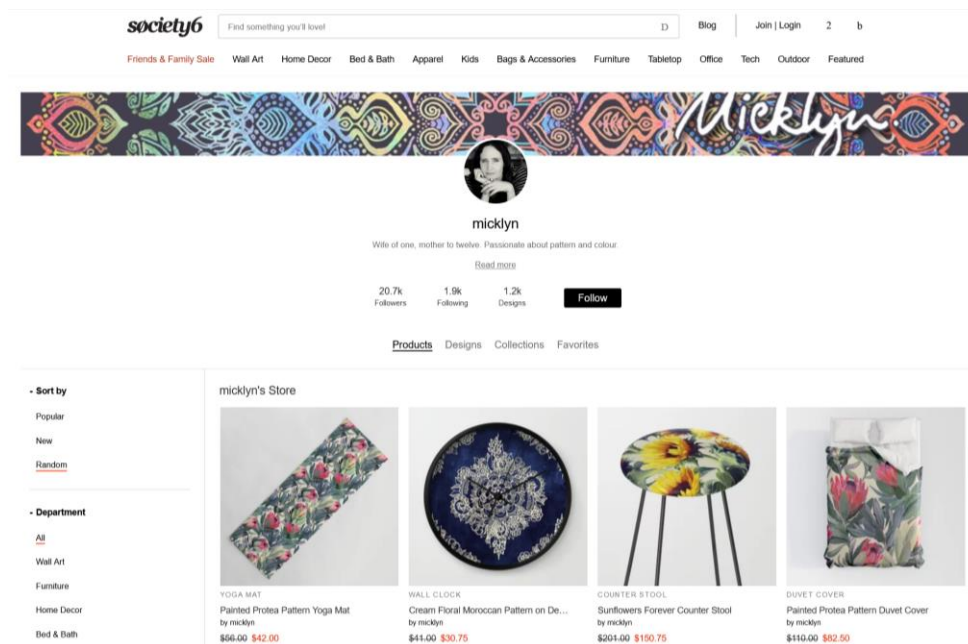 søciety6
Find something you'll love!
D
Blog
Join | Login
2
b
Friends & Family Sale
Wall Art
Home Decor
Bed & Bath
Apparel
Kids
Bags & Accessories
Furniture
Tabletop
Office
Tech
Outdoor
Featured
Micklyn.
micklyn
Wife of one, mother to twelve. Passionate about pattern and colour.
Read more
20.7k
Followers
1.9k
Following
1.2k
Designs
Follow
Products
Designs
Collections
Favorites
- Sort by
Popular
New
Random
- Department
All
Wall Art
Furniture
Home Decor
Bed & Bath
micklyn's Store
YOGA MAT
Painted Protea Pattern Yoga Mat
by micklyn
$56.00 $42.00
WALL CLOCK
Cream Floral Moroccan Pattern on De...
by micklyn
$41.00 $30.75
COUNTER STOOL
Sunflowers Forever Counter Stool
by micklyn
$201.00 $150.75
DUVET COVER
Painted Protea Pattern Duvet Cover
by micklyn
$110.00 $82.50